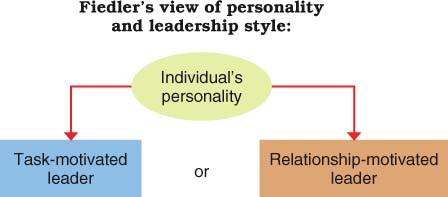 Fiedler's view of personality
and leadership style:
Individual's
personality
Task-motivated
leader
or
Relationship-motivated
leader